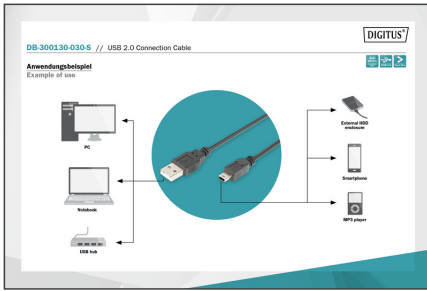 DIGITUS®
DB-300130-030-S // USB 2.0 Connection Cable
Anwendungsbeispiel
Example of use
PC
Notebook
USB hub
External HDD
enclosure
Smartphone
MP3 player